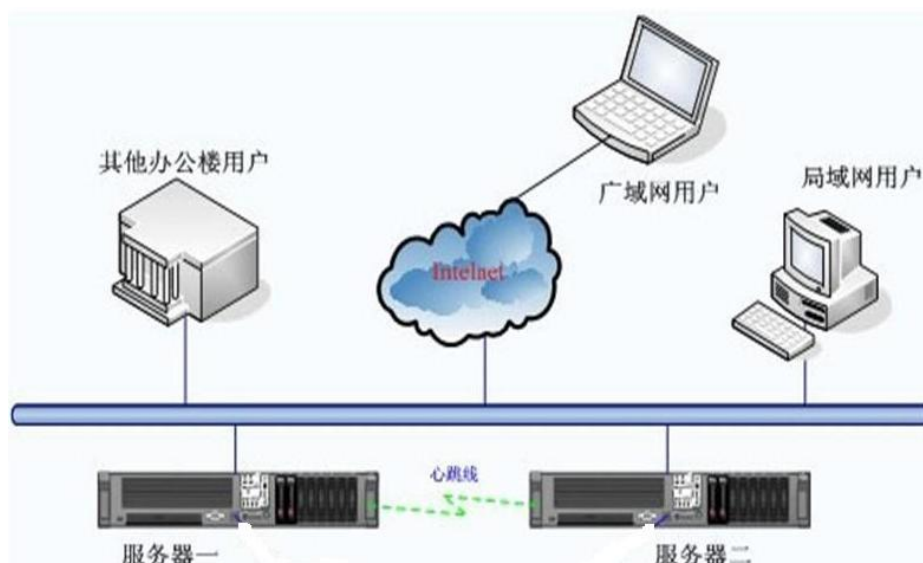 其他办公楼用户
广域网用户
局域网用户
Intelnet
心跳线
服务器一
服务器二